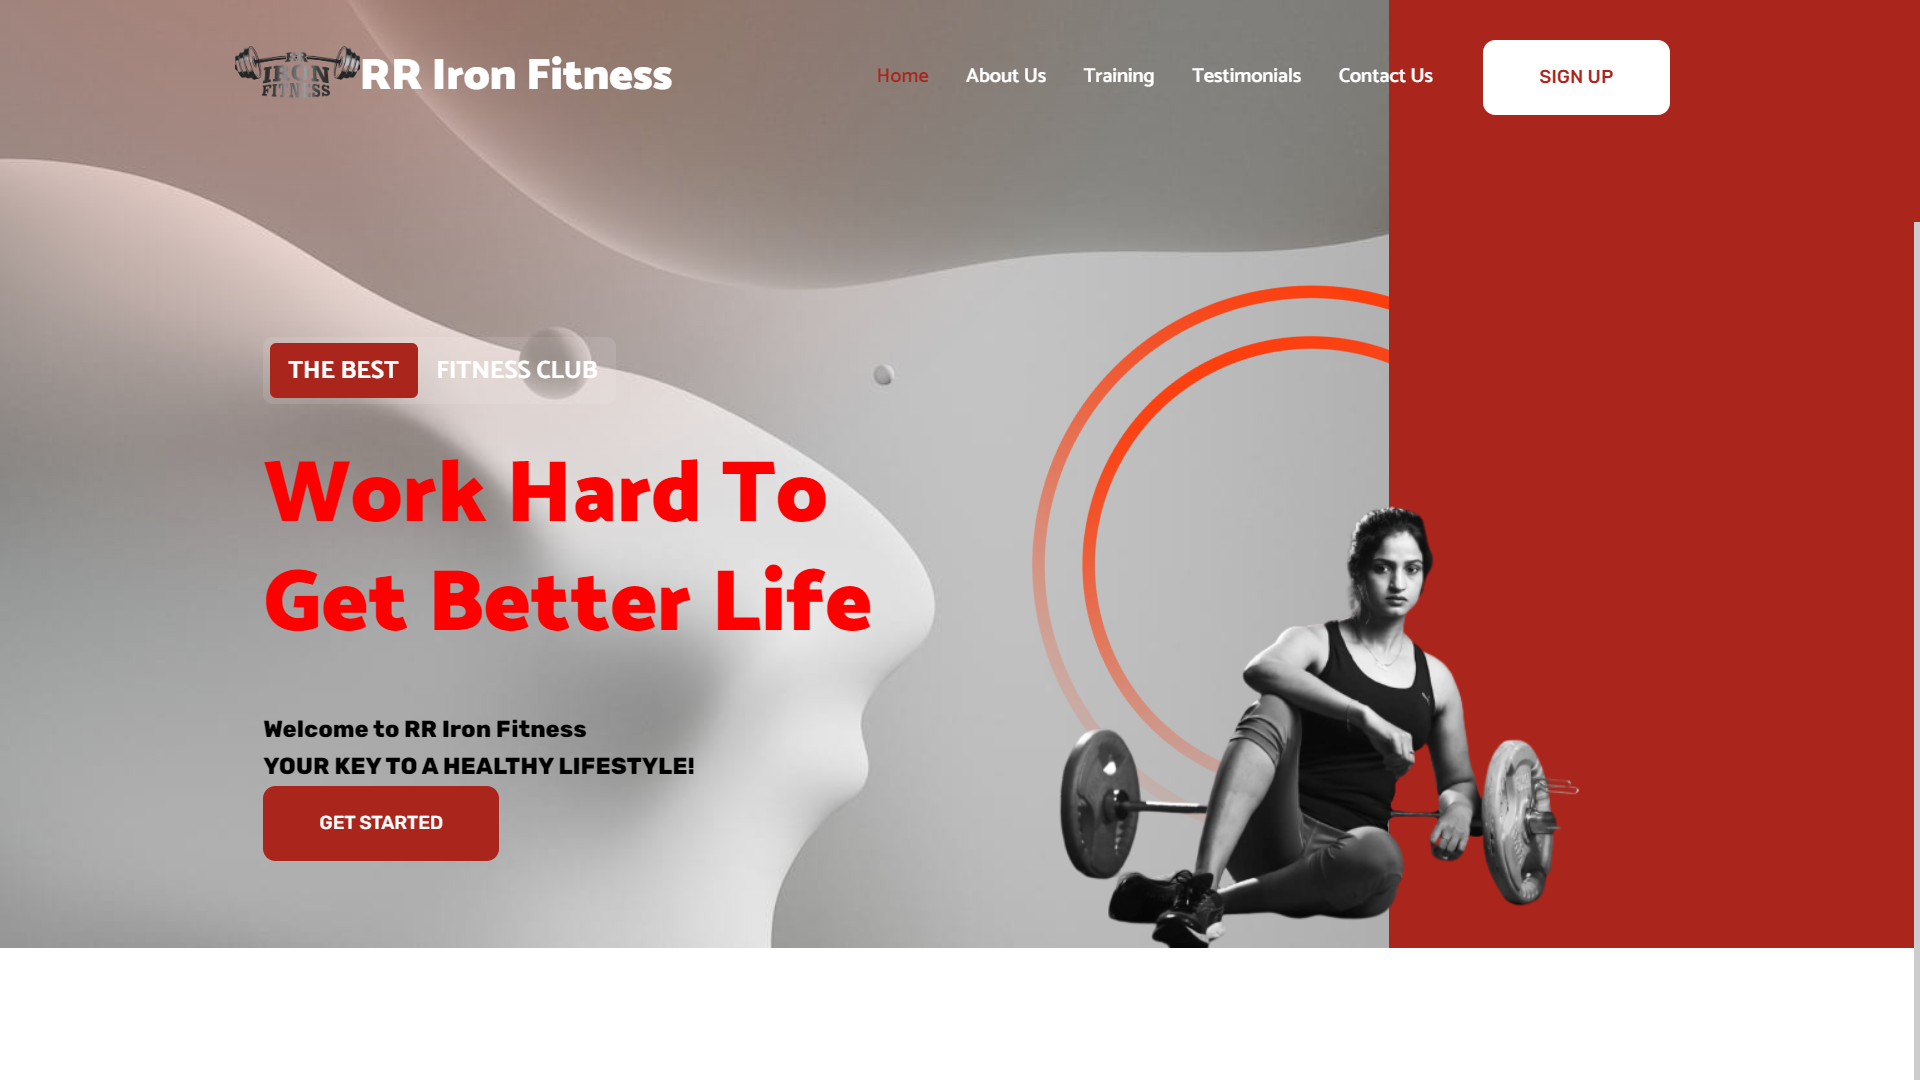 RR
IRON
FITNESS
RR Iron Fitness
Home
About Us
Training
Testimonials
Contact Us
SIGN UP
THE BEST
FITNESS CLUB
Work Hard To
Get Better Life
Welcome to RR Iron Fitness
YOUR KEY TO A HEALTHY LIFESTYLE!
GET STARTED